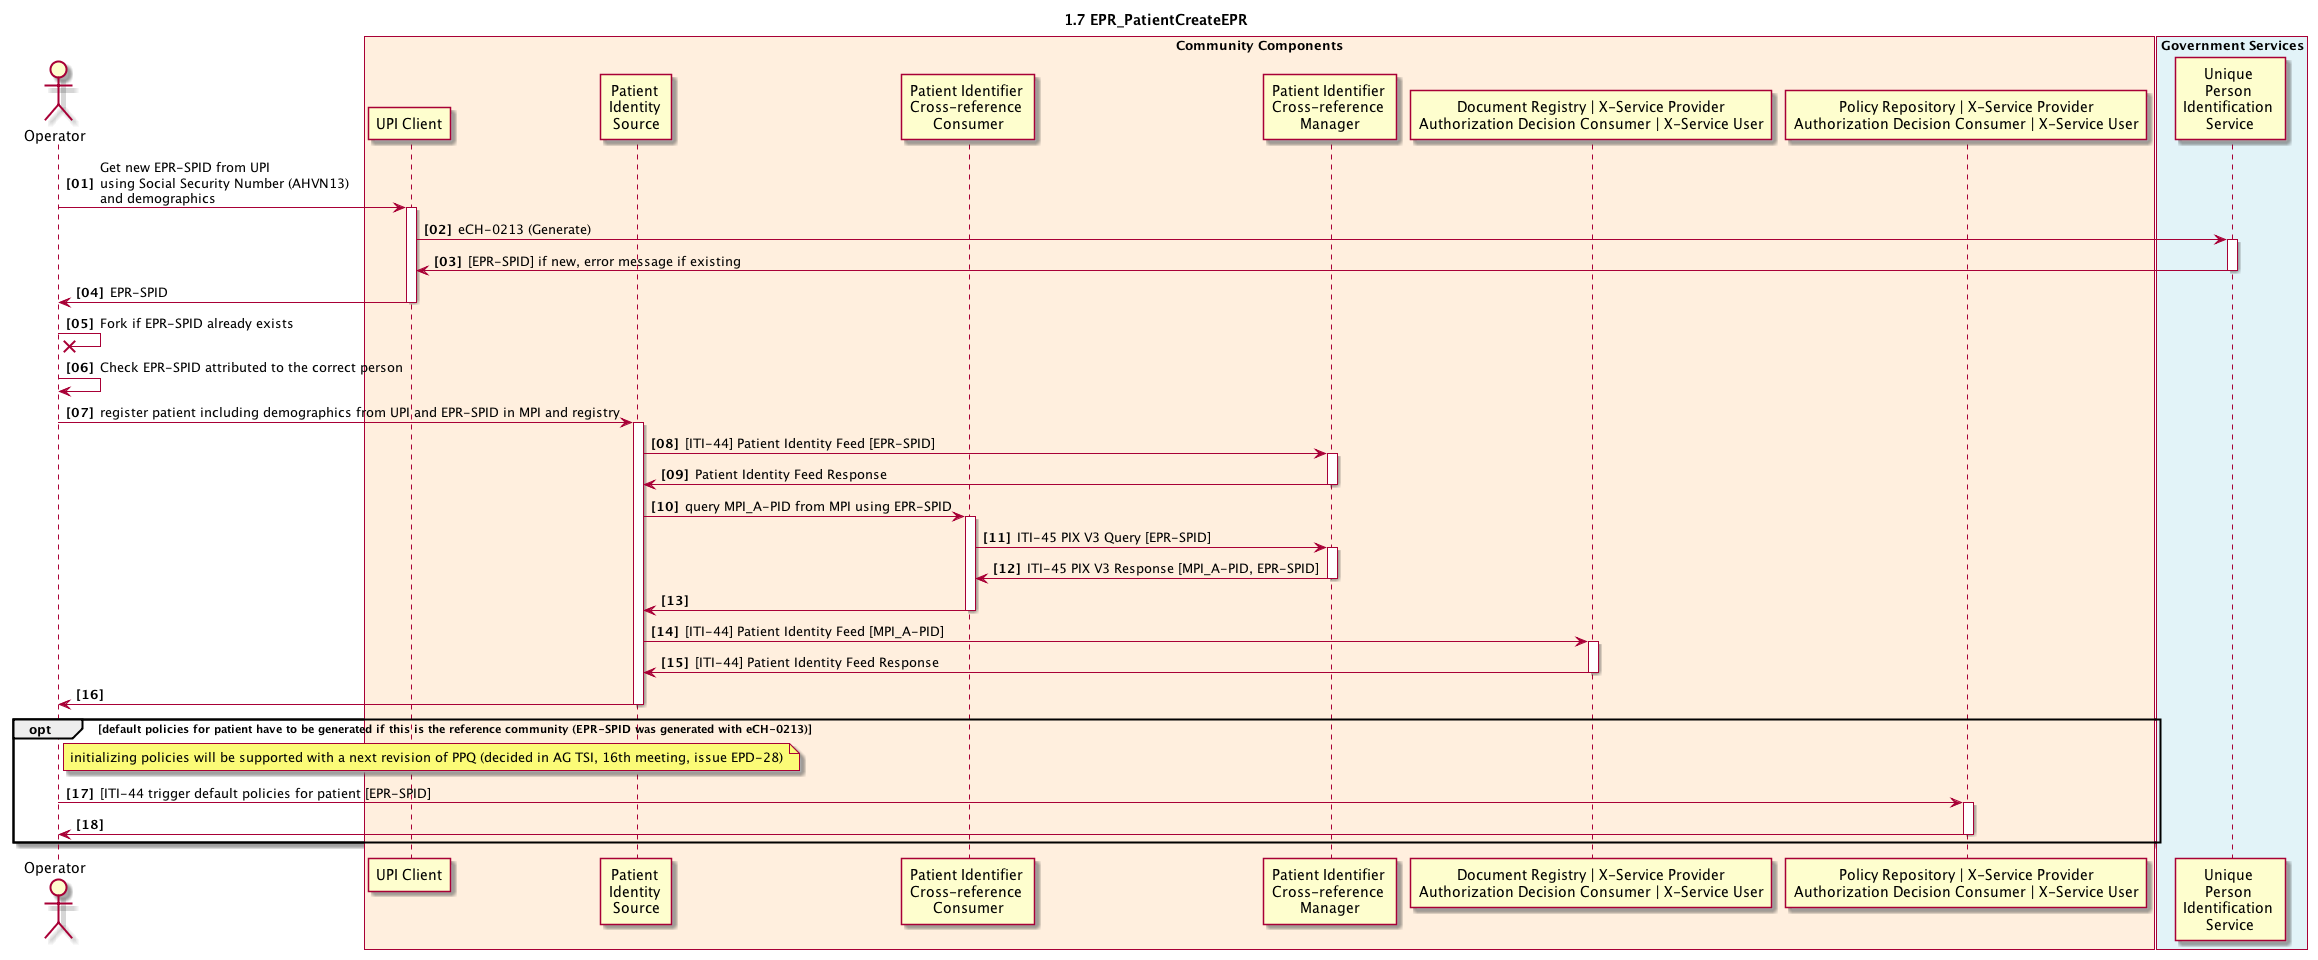 1.7 EPR_PatientCreateEPR
Community Components
Government Services
Operator
UPI Client
Patient
Identity
Source
Patient Identifier
Cross-reference
Consumer
Patient Identifier
Cross-reference
Manager
Document Registry | X-Service Provider
Authorization Decision Consumer | X-Service User
Policy Repository | X-Service Provider
Authorization Decision Consumer | X-Service User
Unique
Person
Identification
Service
Get new EPR-SPID from UPI
[01] using Social Security Number (AHVN13)
and demographics
[02] eCH-0213 (Generate)
[03] [EPR-SPID] if new, error message if existing
[04] EPR-SPID
[05] Fork if EPR-SPID already exists
[06] Check EPR-SPID attributed to the correct person
[07] register patient including demographics from UPI and EPR-SPID in MPI and registry
[08] [ITI-44] Patient Identity Feed [EPR-SPID]
[09] Patient Identity Feed Response
[10] query MPI_A-PID from MPI using EPR-SPID
[11] ITI-45 PIX V3 Query [EPR-SPID]
[12] ITI-45 PIX V3 Response [MPI_A-PID, EPR-SPID]
[13]
[14] [ITI-44] Patient Identity Feed [MPI_A-PID]
[15] [ITI-44] Patient Identity Feed Response
[16]
opt [default policies for patient have to be generated if this is the reference community (EPR-SPID was generated with eCH-0213)]
initializing policies will be supported with a next revision of PPQ (decided in AG TSI, 16th meeting, issue EPD-28)
[17] [ITI-44 trigger default policies for patient [EPR-SPID]
[18]
Operator
UPI Client
Patient
Identity
Source
Patient Identifier
Cross-reference
Consumer
Patient Identifier
Cross-reference
Manager
Document Registry | X-Service Provider
Authorization Decision Consumer | X-Service User
Policy Repository | X-Service Provider
Authorization Decision Consumer | X-Service User
Unique
Person
Identification
Service